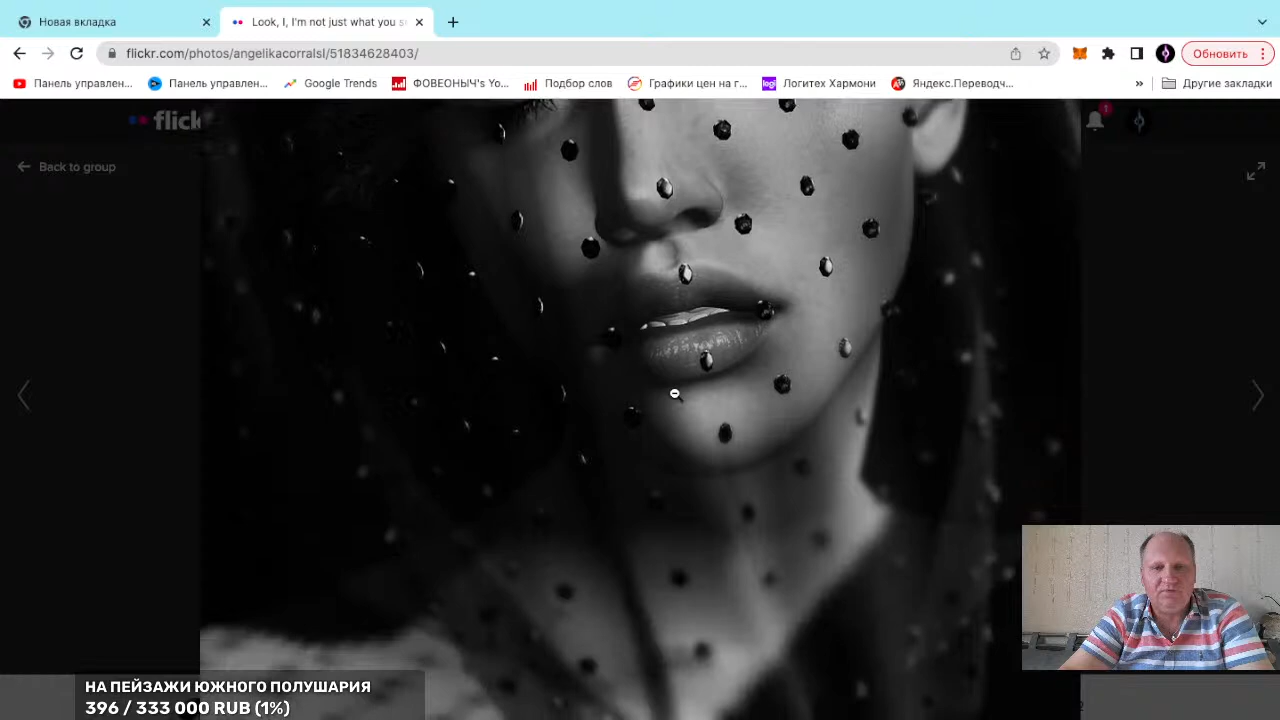 Новая вкладка
Look, I, I'm not just what you s
flickr.com/photos/angelikacorralsl/51834628403/
Обновить
Панель управлен...
Панель управлен...
Google Trends
ФОВЕОНЫЧ's Yo...
Подбор слов
Графики цен на г...
Логитех Хармони
Яндекс.Переводч...
»
Другие закладки
flick
1
Back to group
НА ПЕЙЗАЖИ ЮЖНОГО ПОЛУШАРИЯ
396 / 333 000 RUB (1%)